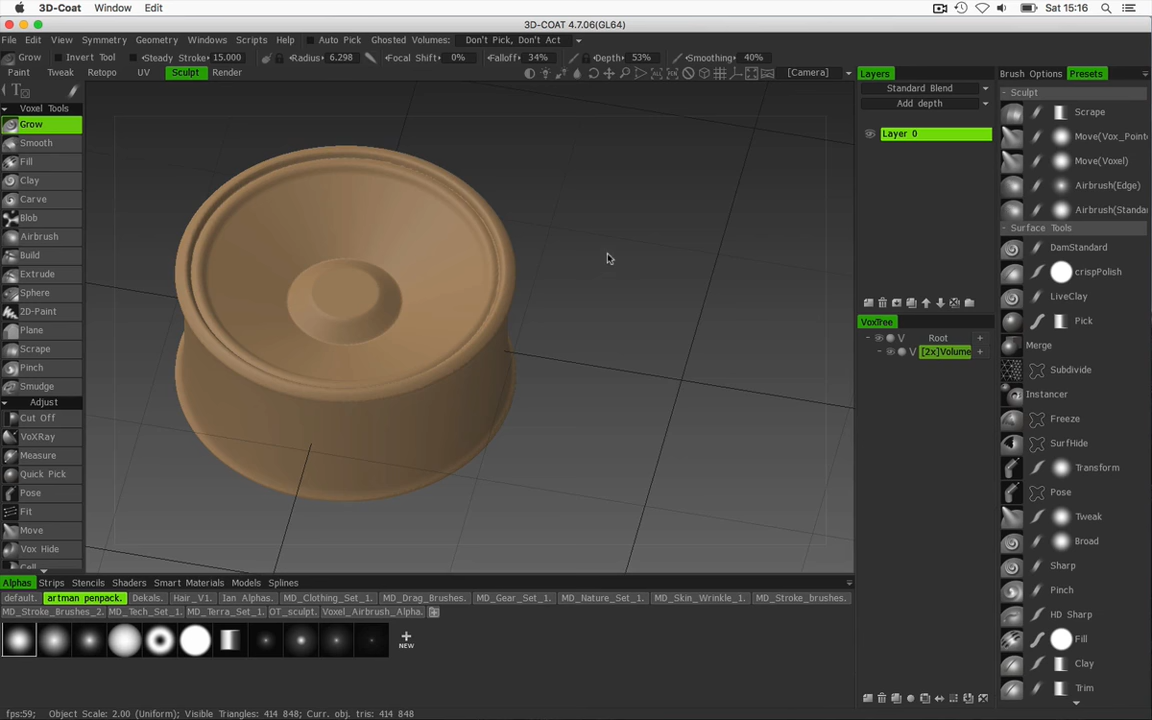 3D-Coat Window Edit Sat 15:16
3D-COAT 4.7.06(GL64)
File Edit View Symmetry Geometry Windows Scripts Help Auto Pick Ghosted Volumes: Don't Pick, Don't Act
Grow Invert Tool Steady Stroke 15.000 Radius 6.298 Focal Shift 0% Falloff 34% Depth 53% Smoothing 40%
Paint Tweak Retopo UV Sculpt Render [Camera]
Layers
Brush Options Presets
Standard Blend
Add depth
Layer 0
Voxel Tools
Grow
Smooth
Fill
Clay
Carve
Blob
Airbrush
Build
Extrude
Sphere
2D-Paint
Plane
Scrape
Pinch
Smudge
Adjust
Cut Off
VoXRay
Measure
Quick Pick
Pose
Fit
Move
Vox Hide
Cell
VoxTree
Root +
V [2x]Volume +
Sculpt
Scrape
Move(Vox_Point
Move(Voxel)
Airbrush(Edge)
Airbrush(Standa
Surface Tools
DamStandard
crispPolish
LiveClay
Pick
Merge
Subdivide
Instancer
Freeze
SurfHide
Transform
Pose
Tweak
Broad
Sharp
Pinch
HD Sharp
Fill
Clay
Trim
Alphas Strips Stencils Shaders Smart Materials Models Splines
default. artman penpack. Dekals. Hair_V1. Ian Alphas. MD_Clothing_Set_1. MD_Drag_Brushes. MD_Gear_Set_1. MD_Nature_Set_1. MD_Skin_Wrinkle_1. MD_Stroke_brushes.
MD_Stroke_Brushes_2. MD_Tech_Set_1. MD_Terra_Set_1. OT_sculpt. Voxel_Airbrush_Alpha.
+
NEW
fps:59; Object Scale: 2.00 (Uniform); Visible Triangles: 414 848; Curr. obj. tris: 414 848